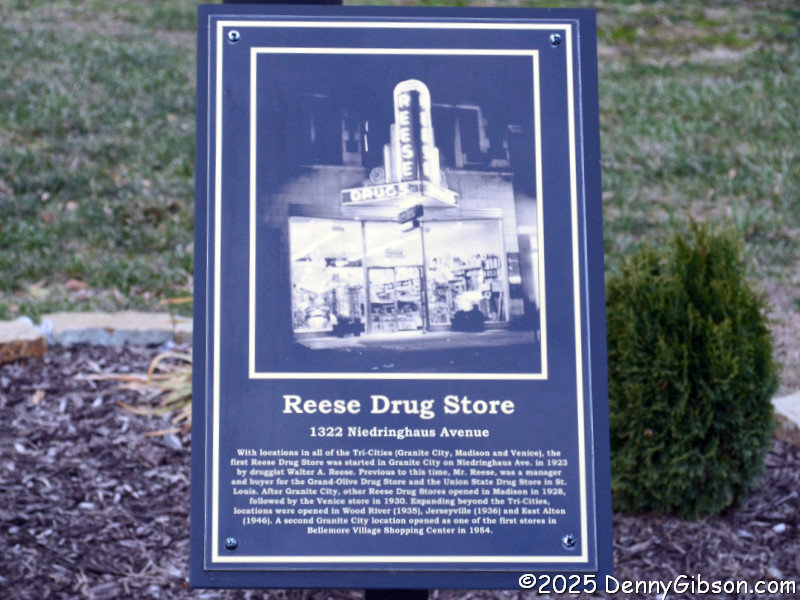 REESE
DRUGS
Reese Drug Store
1322 Niedringhaus Avenue
With locations in all of the Tri-Cities (Granite City, Madison and Venice), the
first Reese Drug Store was started in Granite City on Niedringhaus Ave. in 1923
by druggist Walter A. Reese. Previous to this time, Mr. Reese, was a manager
and buyer for the Grand-Olive Drug Store and the Union State Drug Store in St.
Louis. After Granite City, other Reese Drug Stores opened in Madison in 1928,
followed by the Venice store in 1930. Expanding beyond the Tri-Cities,
locations were opened in Wood River (1935), Jerseyville (1936) and East Alton
(1946). A second Granite City location opened as one of the first stores in
Bellemore Village Shopping Center in 1954.
©2025 DennyGibson.com